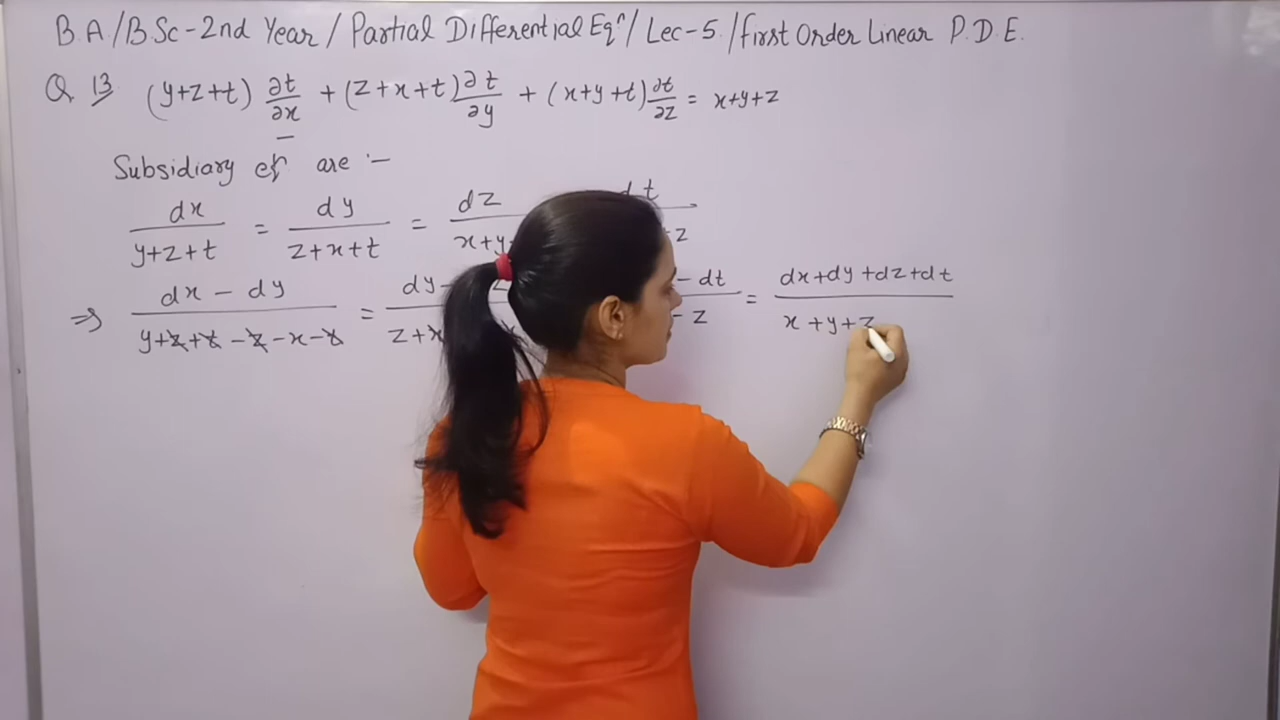 B.A/B.Sc-2nd Year/Partial Differential Eqⁿ/Lec-5/First Order Linear P.D.E.
Q 13 (y+z+t) ∂t/∂x + (z+x+t) ∂t/∂y + (x+y+t) ∂t/∂z = x+y+z
Subsidiary eqⁿ are :-
dx/(y+z+t) = dy/(z+x+t) = dz/(x+y dt/ +z
⇒ (dx - dy)/(y+z+t-z-x-t) = dy- /z+x - dt/ - z = (dx+dy+dz+dt)/(x+y+z